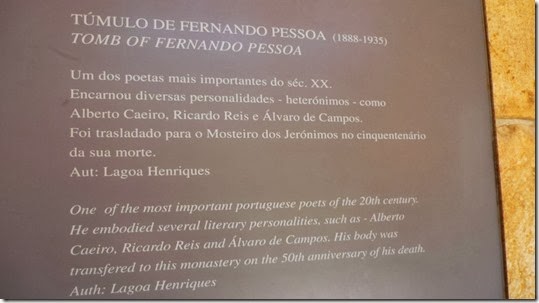 TÚMULO DE FERNANDO PESSOA (1888-1935)
TOMB OF FERNANDO PESSOA
Um dos poetas mais importantes do séc. XX.
Encarnou diversas personalidades - heterónimos - como
Alberto Caeiro, Ricardo Reis e Álvaro de Campos.
Foi trasladado para o Mosteiro dos Jerónimos no cinquentenário
da sua morte.
Aut: Lagoa Henriques
One of the most important portuguese poets of the 20th century.
He embodied several literary personalities, such as - Alberto
Caeiro, Ricardo Reis and Álvaro de Campos. His body was
transfered to this monastery on the 50th anniversary of his death.
Auth: Lagoa Henriques